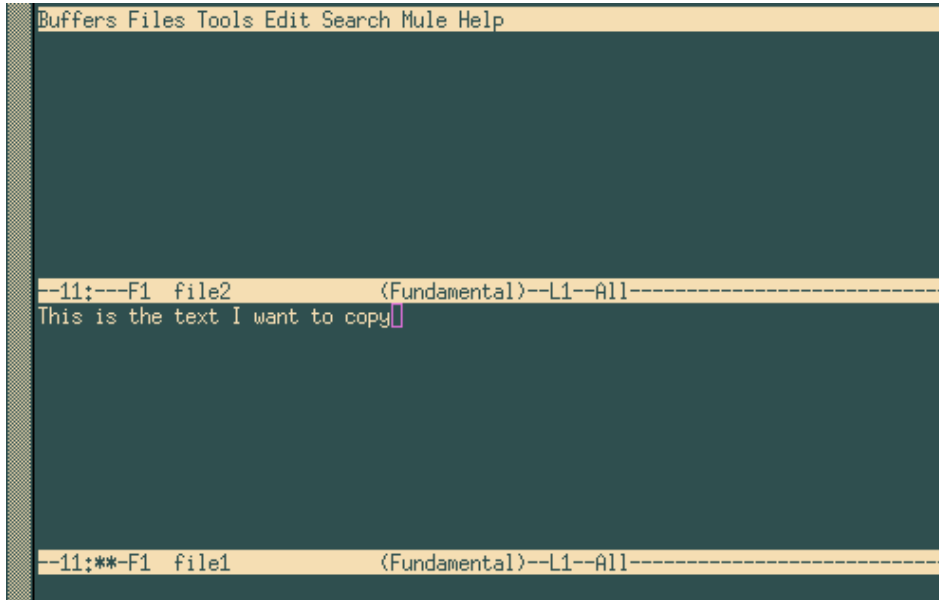 Buffers Files Tools Edit Search Mule Help
--11:---F1  file2             (Fundamental)--L1--All---------------------------
This is the text I want to copy
--11:**-F1  file1             (Fundamental)--L1--All---------------------------